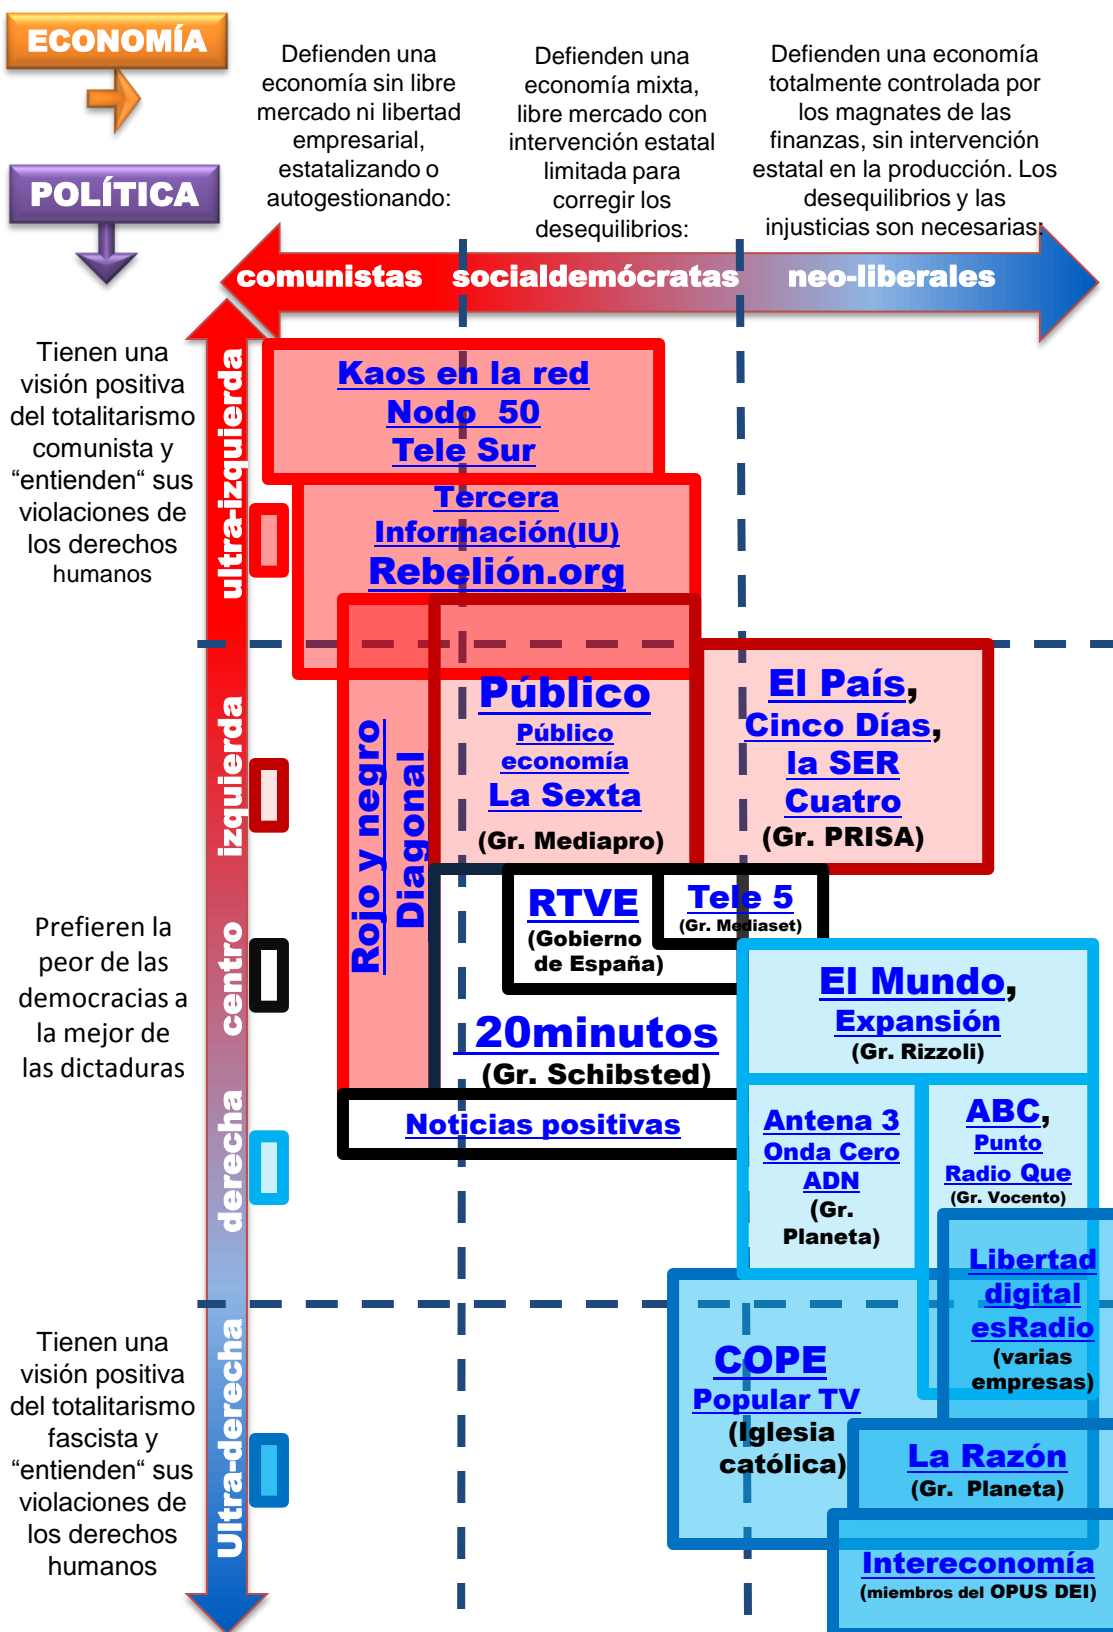 ECONOMÍA
POLÍTICA
Defienden una
economía sin libre
mercado ni libertad
empresarial,
estatalizando o
autogestionando:
Defienden una
economía mixta,
libre mercado con
intervención estatal
limitada para
corregir los
desequilibrios:
Defienden una economía
totalmente controlada por
los magnates de las
finanzas, sin intervención
estatal en la producción. Los
desequilibrios y las
injusticias son necesarias:
comunistas
socialdemócratas
neo-liberales
Tienen una
visión positiva
del totalitarismo
comunista y
“entienden“ sus
violaciones de
los derechos
humanos
ultra-izquierda
izquierda
centro
derecha
Ultra-derecha
Prefieren la
peor de las
democracias a
la mejor de
las dictaduras
Tienen una
visión positiva
del totalitarismo
fascista y
“entienden“ sus
violaciones de
los derechos
humanos
Kaos en la red
Nodo 50
Tele Sur
Tercera
Información(IU)
Rebelión.org
Rojo y negro
Diagonal
Público
Público
economía
La Sexta
(Gr. Mediapro)
El País,
Cinco Días,
la SER
Cuatro
(Gr. PRISA)
RTVE
(Gobierno
de España)
Tele 5
(Gr. Mediaset)
20minutos
(Gr. Schibsted)
Noticias positivas
El Mundo,
Expansión
(Gr. Rizzoli)
Antena 3
Onda Cero
ADN
(Gr.
Planeta)
ABC,
Punto
Radio Que
(Gr. Vocento)
Libertad
digital
esRadio
(varias
empresas)
COPE
Popular TV
(Iglesia
católica)
La Razón
(Gr. Planeta)
Intereconomía
(miembros del OPUS DEI)